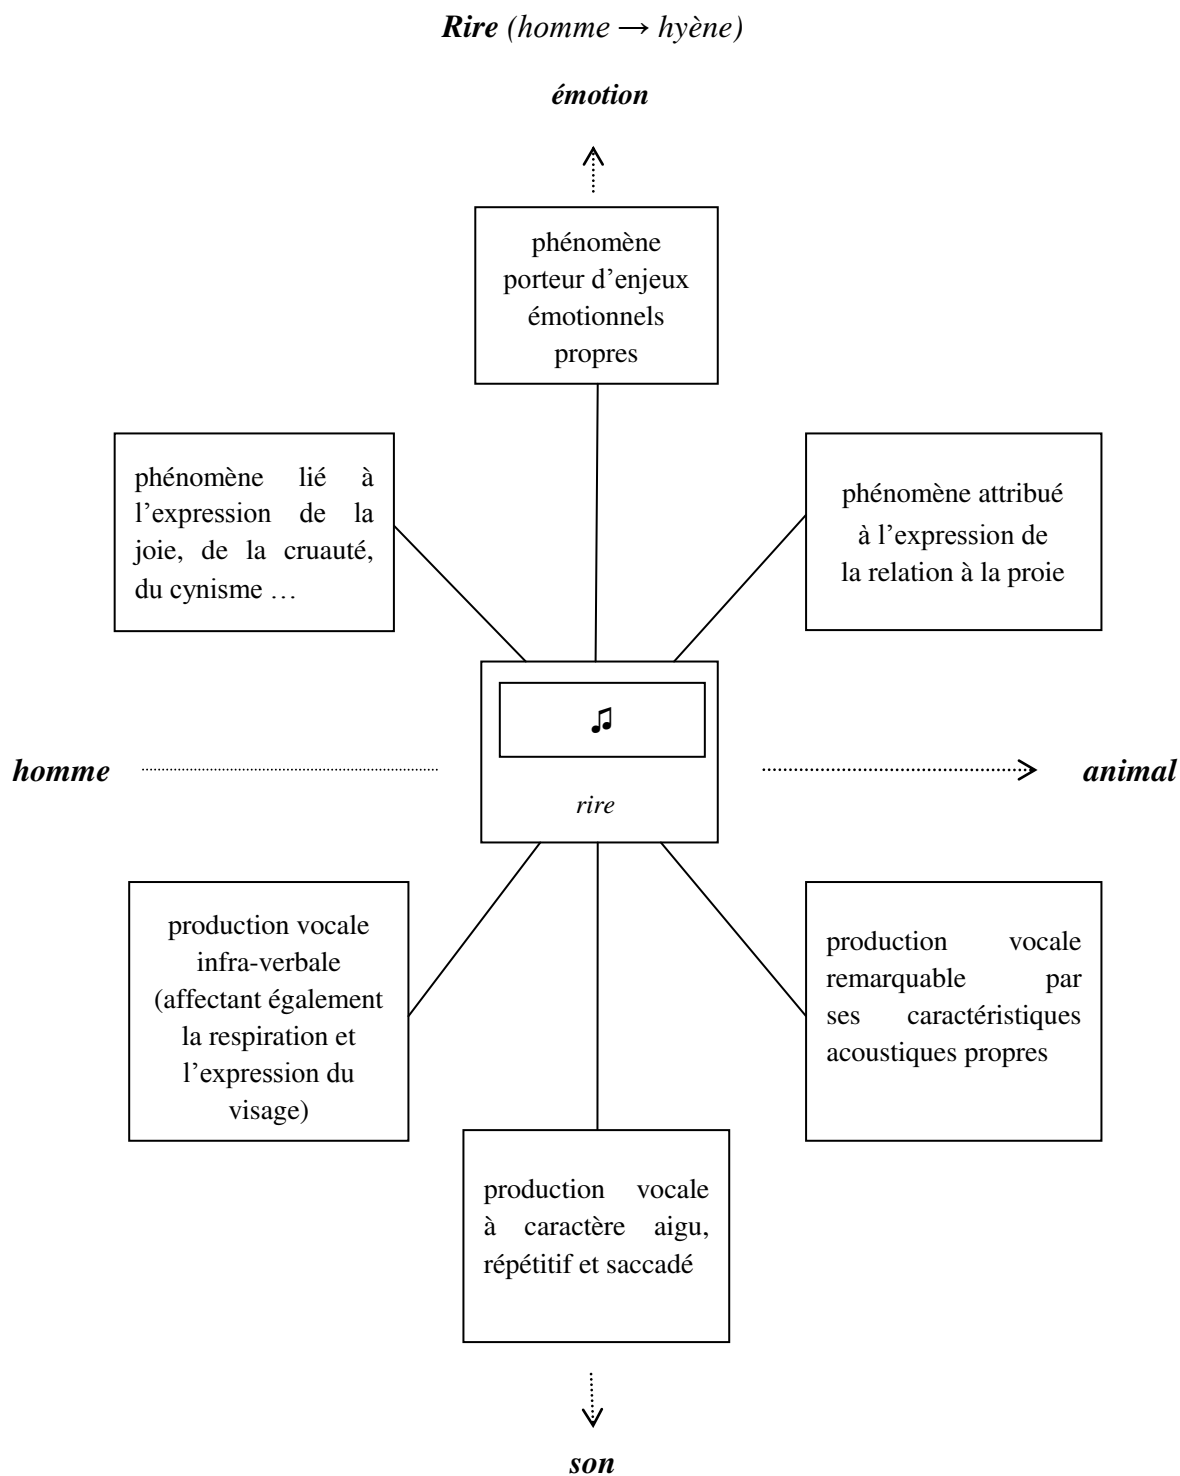 Rire (homme → hyène)
émotion
phénomène
porteur d’enjeux
émotionnels
propres
phénomène lié à
l’expression de la
joie, de la cruauté,
du cynisme …
phénomène attribué
à l’expression de
la relation à la proie
♫
homme
rire
animal
production vocale
infra-verbale
(affectant également
la respiration et
l’expression du
visage)
production vocale
remarquable par
ses caractéristiques
acoustiques propres
production vocale
à caractère aigu,
répétitif et saccadé
son